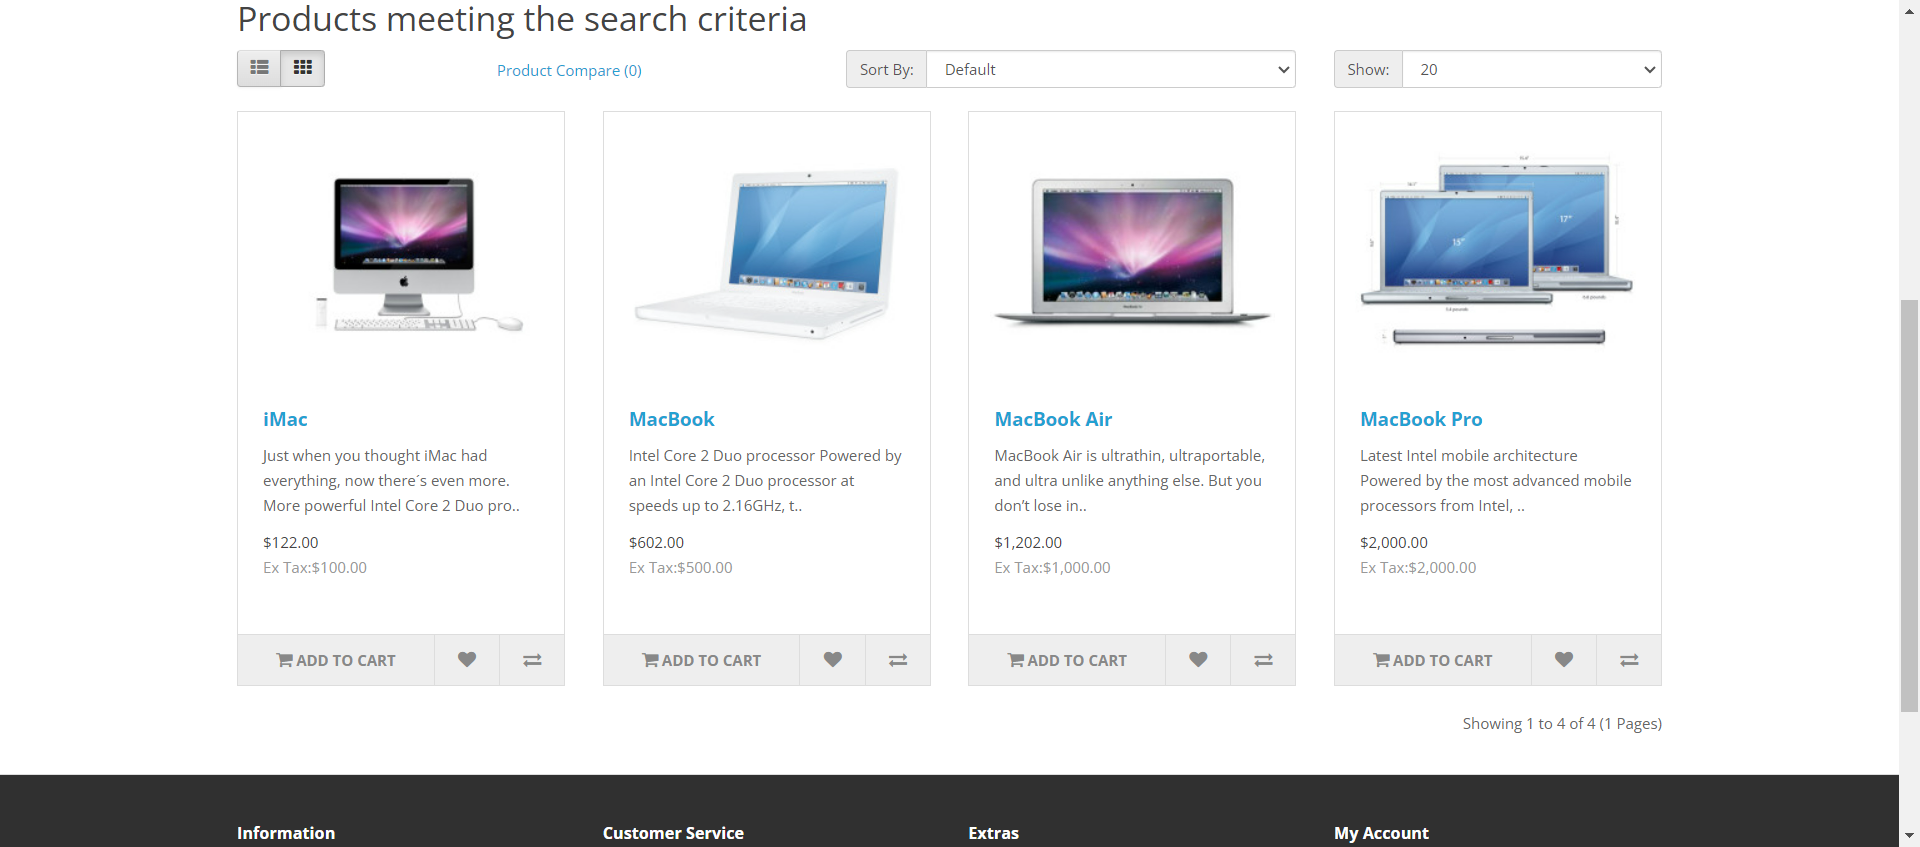 Products meeting the search criteria
Product Compare (0)
Sort By:
Default
Show:
20
iMac
Just when you thought iMac had
everything, now there´s even more.
More powerful Intel Core 2 Duo pro..
$122.00
Ex Tax:$100.00
ADD TO CART
MacBook
Intel Core 2 Duo processor Powered by
an Intel Core 2 Duo processor at
speeds up to 2.16GHz, t..
$602.00
Ex Tax:$500.00
ADD TO CART
MacBook Air
MacBook Air is ultrathin, ultraportable,
and ultra unlike anything else. But you
don’t lose in..
$1,202.00
Ex Tax:$1,000.00
ADD TO CART
15"
17"
MacBook Pro
Latest Intel mobile architecture
Powered by the most advanced mobile
processors from Intel, ..
$2,000.00
Ex Tax:$2,000.00
ADD TO CART
Showing 1 to 4 of 4 (1 Pages)
Information
Customer Service
Extras
My Account